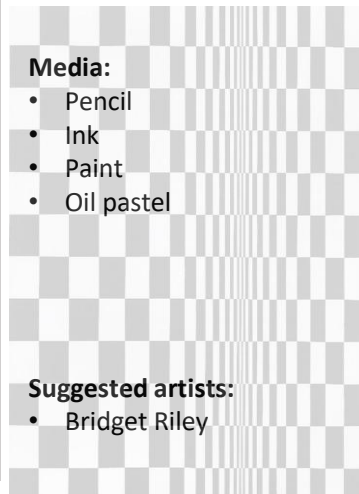 Media:
• Pencil
• Ink
• Paint
• Oil pastel
Suggested artists:
• Bridget Riley